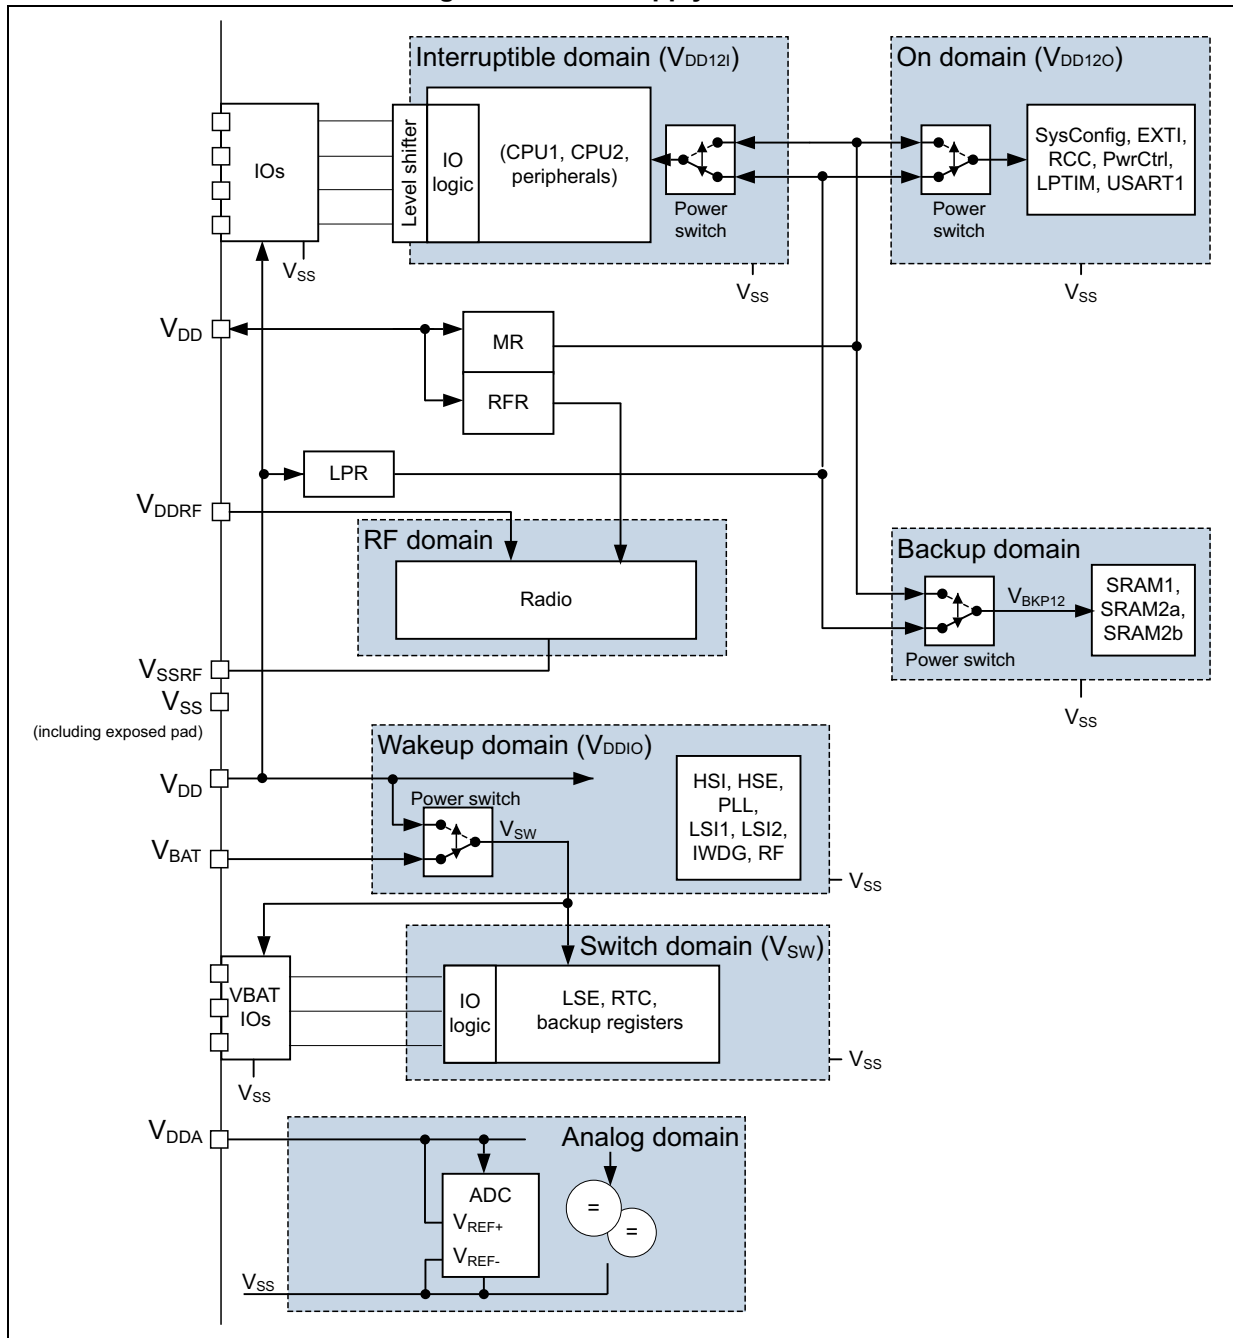 Interruptible domain (VDD12I)
On domain (VDD12O)
IOs
Level shifter
IO
logic
(CPU1, CPU2,
peripherals)
Power
switch
Power
switch
SysConfig, EXTI,
RCC, PwrCtrl,
LPTIM, USART1
VSS
VSS
VSS
VDD
MR
RFR
LPR
VDDRF
RF domain
Radio
Backup domain
VBKP12
SRAM1,
SRAM2a,
SRAM2b
Power switch
VSS
VSSRF
VSS
(including exposed pad)
Wakeup domain (VDDIO)
VDD
Power switch
VSW
HSI, HSE,
PLL,
LSI1, LSI2,
IWDG, RF
VBAT
VSS
Switch domain (VSW)
VBAT
IOs
IO
logic
LSE, RTC,
backup registers
VSS
VSS
VDDA
Analog domain
ADC
VREF+
VREF-
=
=
VSS